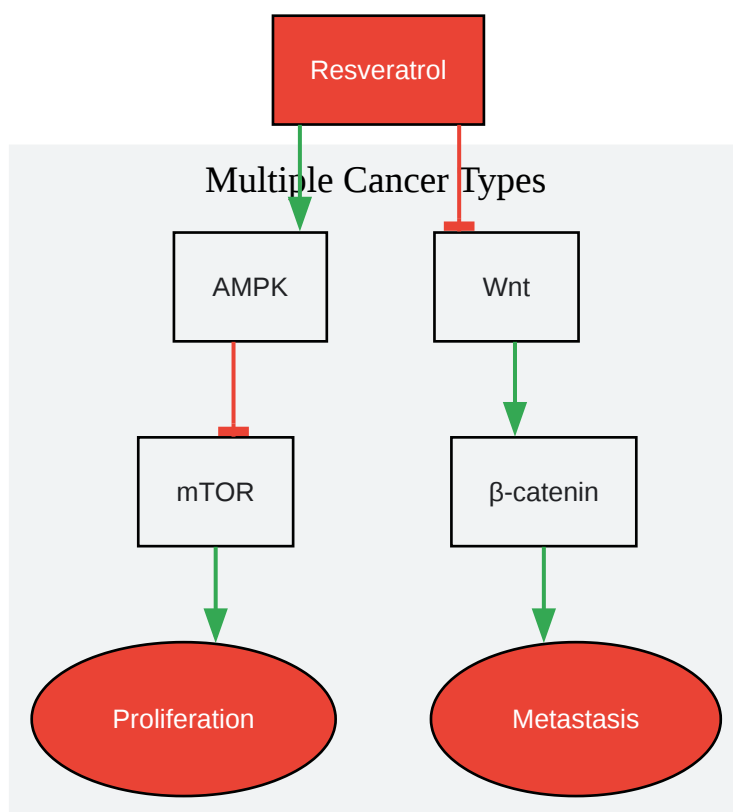 Resveratrol
Multiple Cancer Types
AMPK
Wnt
mTOR
β-catenin
Proliferation
Metastasis